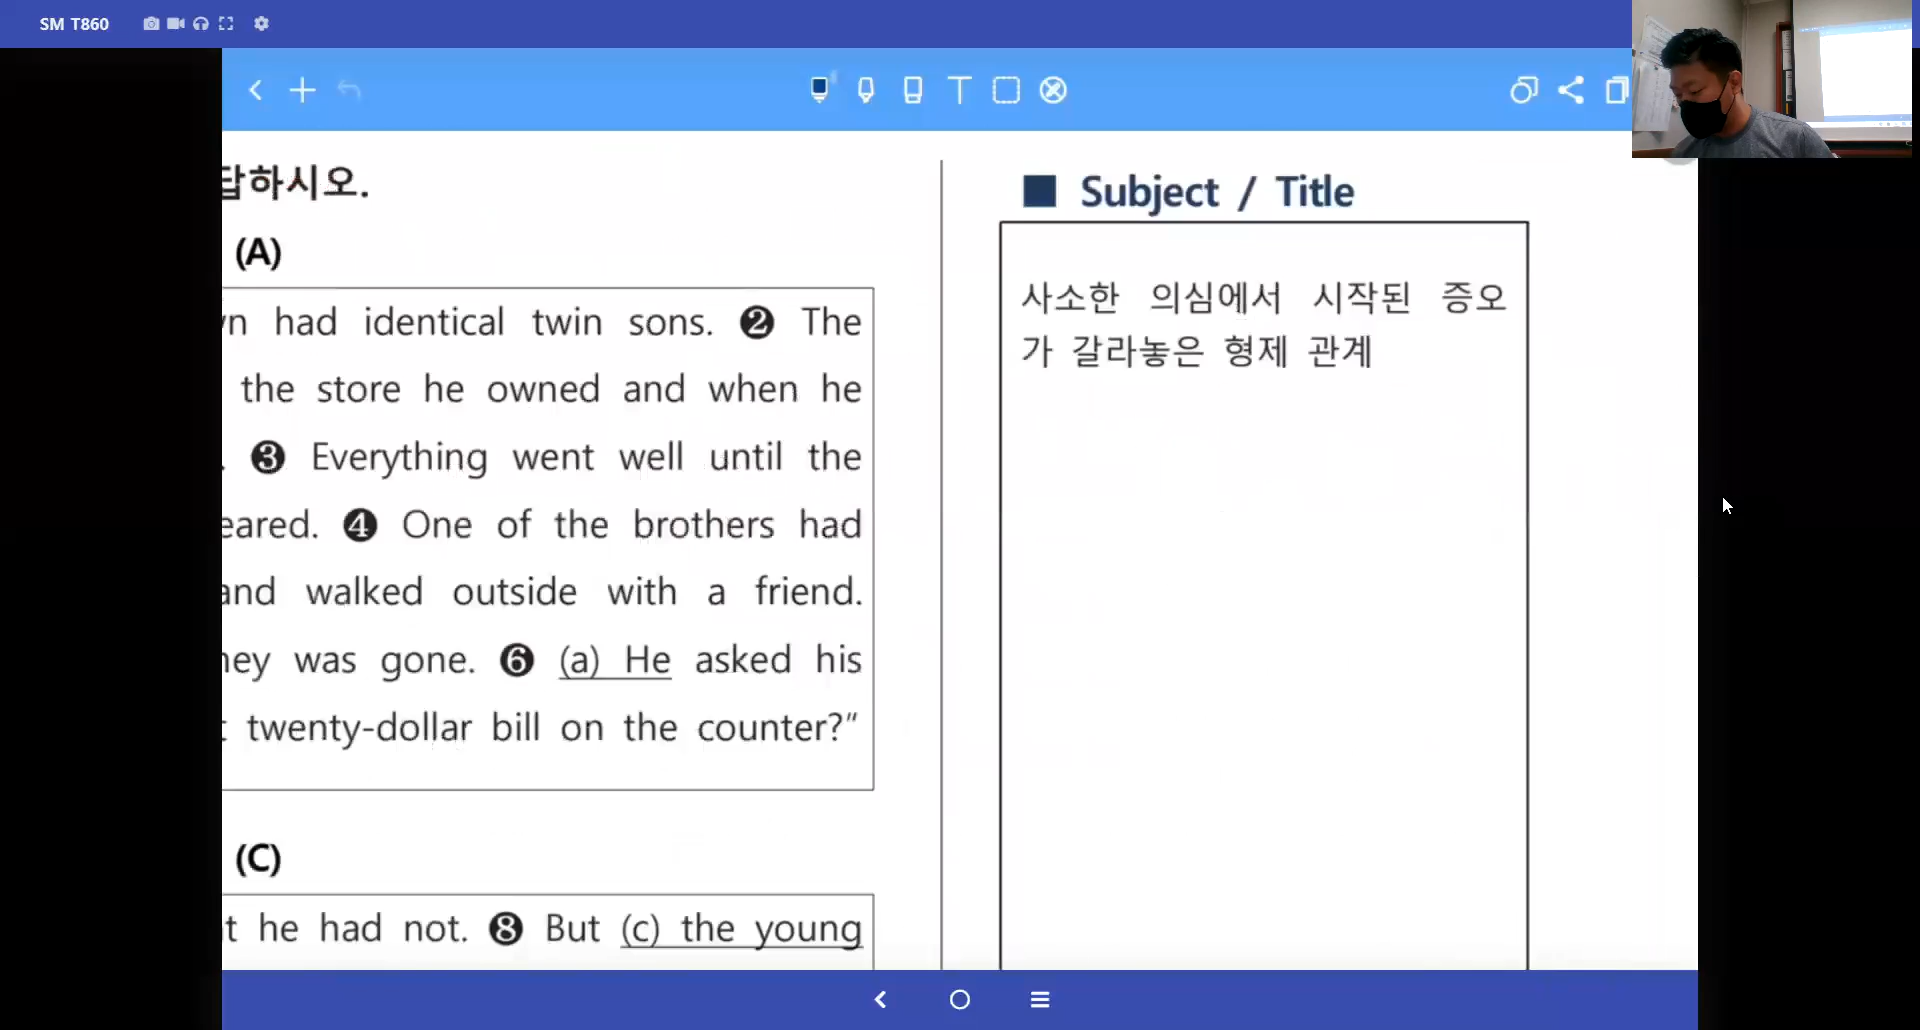 SM T860
답하시오.
(A)
had identical twin sons. ❷ The
the store he owned and when he
❸ Everything went well until the
❹ One of the brothers had
and walked outside with a friend.
was gone. ❻ (a) He asked his
twenty-dollar bill on the counter?"
(C)
he had not. ❽ But (c) the young
■ Subject / Title
사소한 의심에서 시작된 증오
가 갈라놓은 형제 관계